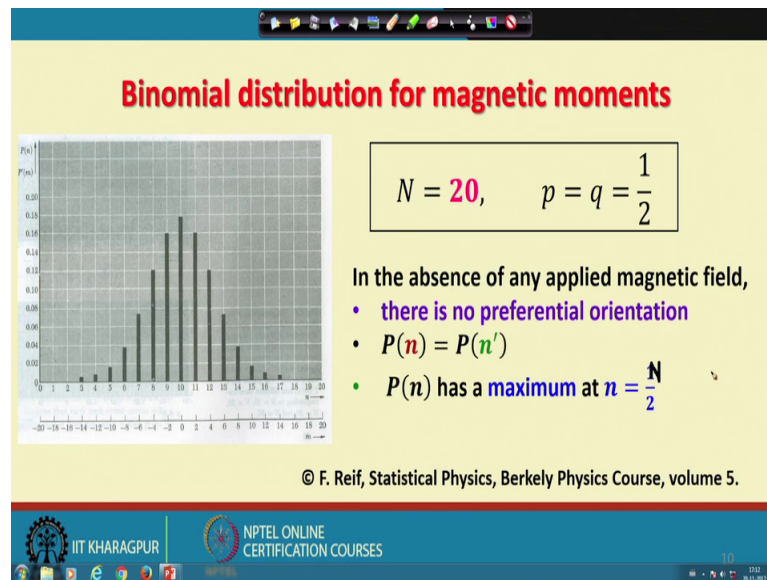 Binomial distribution for magnetic moments
P(n)
P'(m)
0.20
0.18
0.16
0.14
0.12
0.10
0.08
0.06
0.04
0.02
0
0 1 2 3 4 5 6 7 8 9 10 11 12 13 14 15 16 17 18 19 20
n
-20 -18 -16 -14 -12 -10 -8 -6 -4 -2 0 2 4 6 8 10 12 14 16 18 20
m
N = 20, p = q = 1/2
In the absence of any applied magnetic field,
• there is no preferential orientation
• P(n) = P(n′)
• P(n) has a maximum at n = N/2
© F. Reif, Statistical Physics, Berkely Physics Course, volume 5.
IIT KHARAGPUR
NPTEL ONLINE
CERTIFICATION COURSES
10
17:12